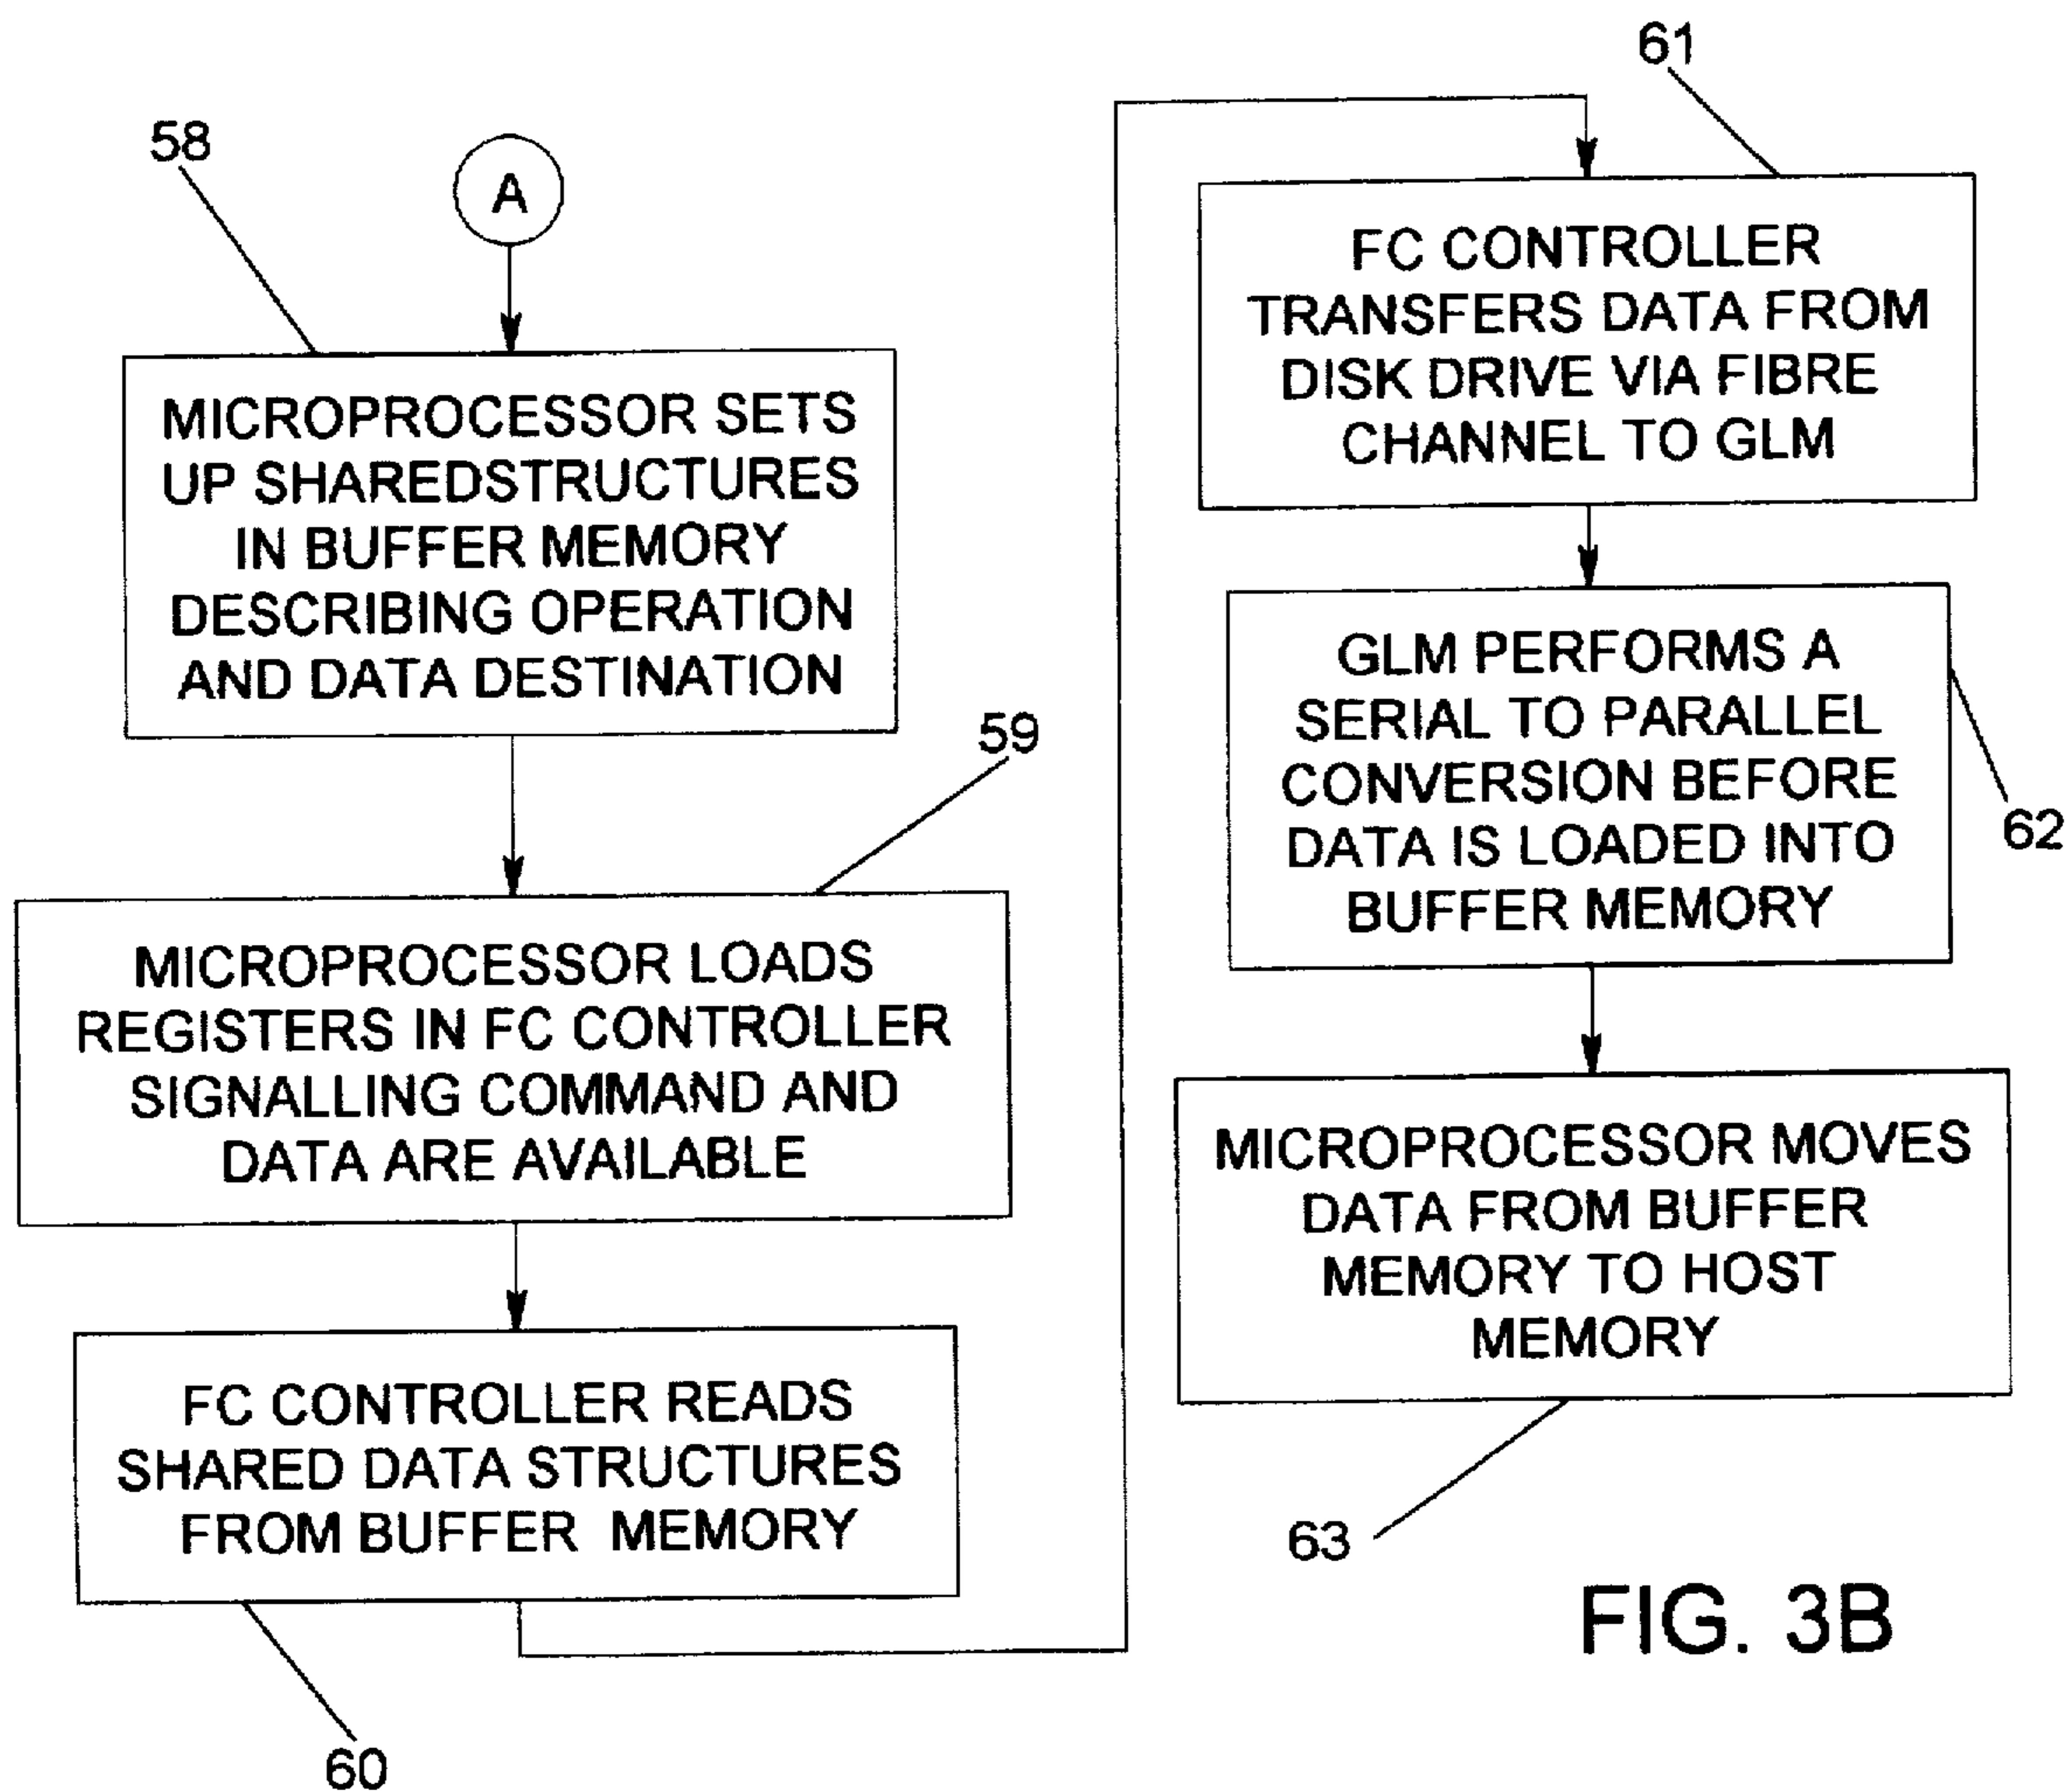 58
A
MICROPROCESSOR SETS
UP SHAREDSTRUCTURES
IN BUFFER MEMORY
DESCRIBING OPERATION
AND DATA DESTINATION
59
MICROPROCESSOR LOADS
REGISTERS IN FC CONTROLLER
SIGNALLING COMMAND AND
DATA ARE AVAILABLE
FC CONTROLLER READS
SHARED DATA STRUCTURES
FROM BUFFER MEMORY
60
61
FC CONTROLLER
TRANSFERS DATA FROM
DISK DRIVE VIA FIBRE
CHANNEL TO GLM
GLM PERFORMS A
SERIAL TO PARALLEL
CONVERSION BEFORE
DATA IS LOADED INTO
BUFFER MEMORY
62
MICROPROCESSOR MOVES
DATA FROM BUFFER
MEMORY TO HOST
MEMORY
63
FIG. 3B